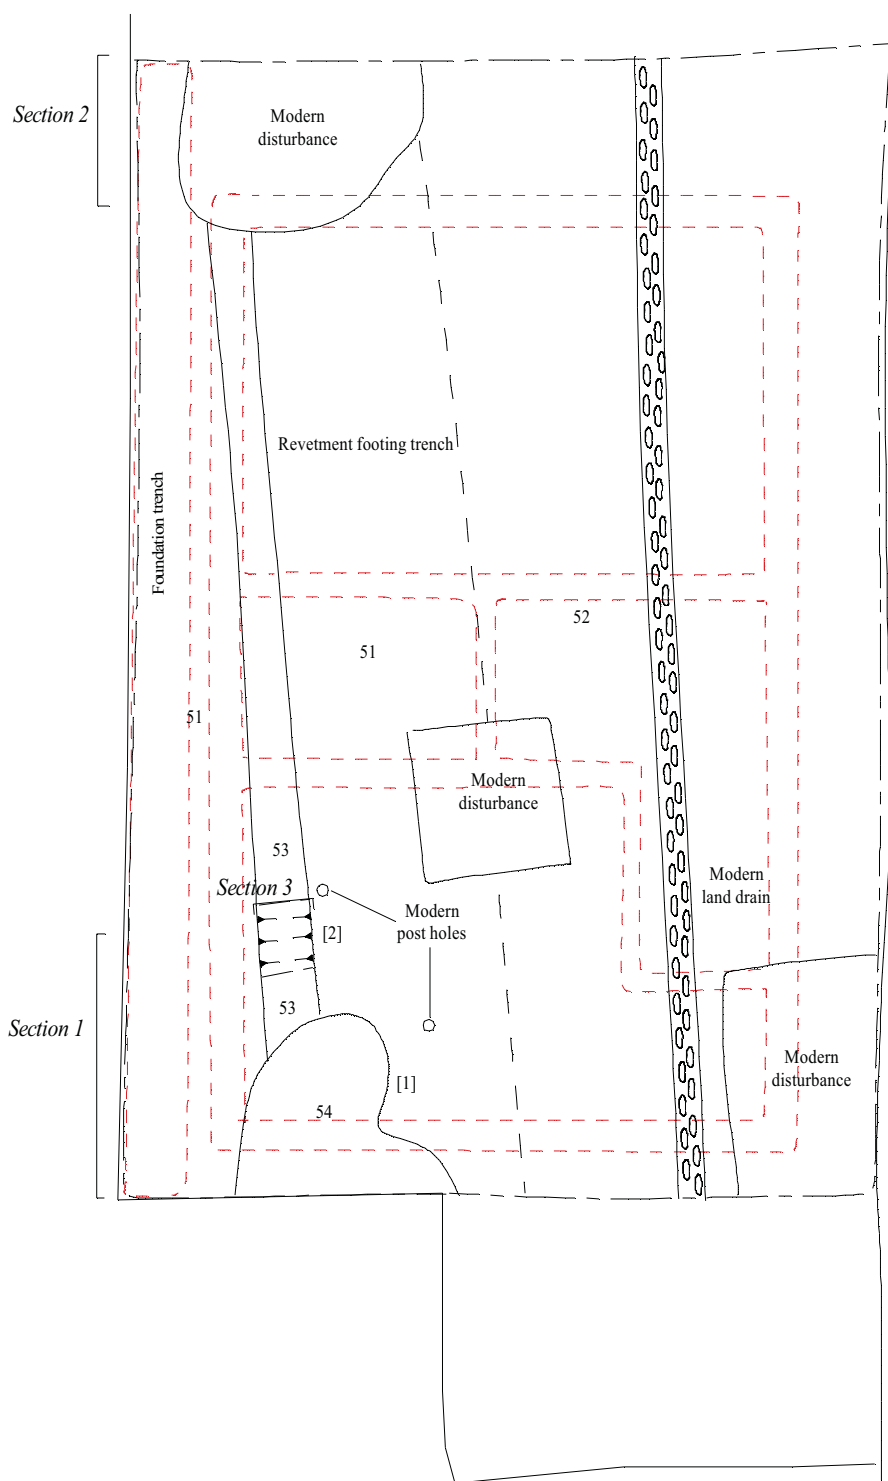 Section 2
Modern
disturbance
Revetment footing trench
Foundation trench
52
51
51
Modern
disturbance
53
Section 3
Modern
land drain
Modern
post holes
[2]
53
Section 1
Modern
disturbance
[1]
54